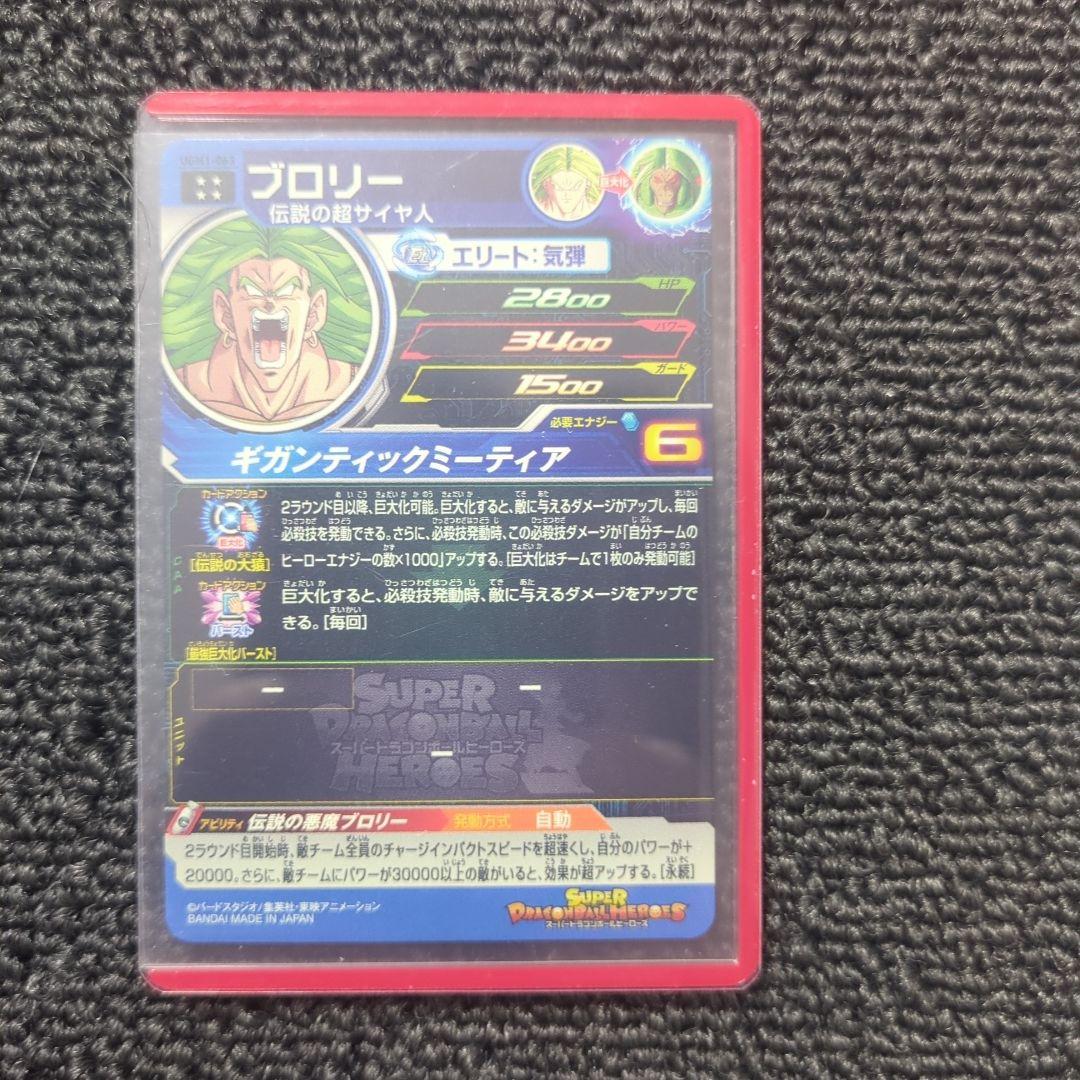 UGM1-063
ブロリー
伝説の超サイヤ人
巨大化
EL エリート:気弾
HP
2800
パワー
3400
ガード
1500
必要エナジー 6
ギガンティックミーティア
カードアクション
巨大化
[伝説の大猿]
2ラウンド目以降、巨大化可能。巨大化すると、敵に与えるダメージがアップし、毎回
必殺技を発動できる。さらに、必殺技発動時、この必殺技ダメージが「自分チームの
ヒーローエナジーの数×1000」アップする。[巨大化はチームで1枚のみ発動可能]
カードアクション
バースト
[最強巨大化バースト]
巨大化すると、必殺技発動時、敵に与えるダメージをアップで
きる。[毎回]
CAA
ユニット
ー
ー
ー
SUPER
DRAGONBALL
スーパードラゴンボールヒーローズ
HEROES
アビリティ 伝説の悪魔ブロリー 発動方式 自動
2ラウンド目開始時、敵チーム全員のチャージインパクトスピードを超速くし、自分のパワーが+
20000。さらに、敵チームにパワーが30000以上の敵がいると、効果が超アップする。[永続]
©バードスタジオ/集英社・東映アニメーション
BANDAI MADE IN JAPAN
SUPER
DRAGONBALL HEROES
スーパードラゴンボールヒーローズ